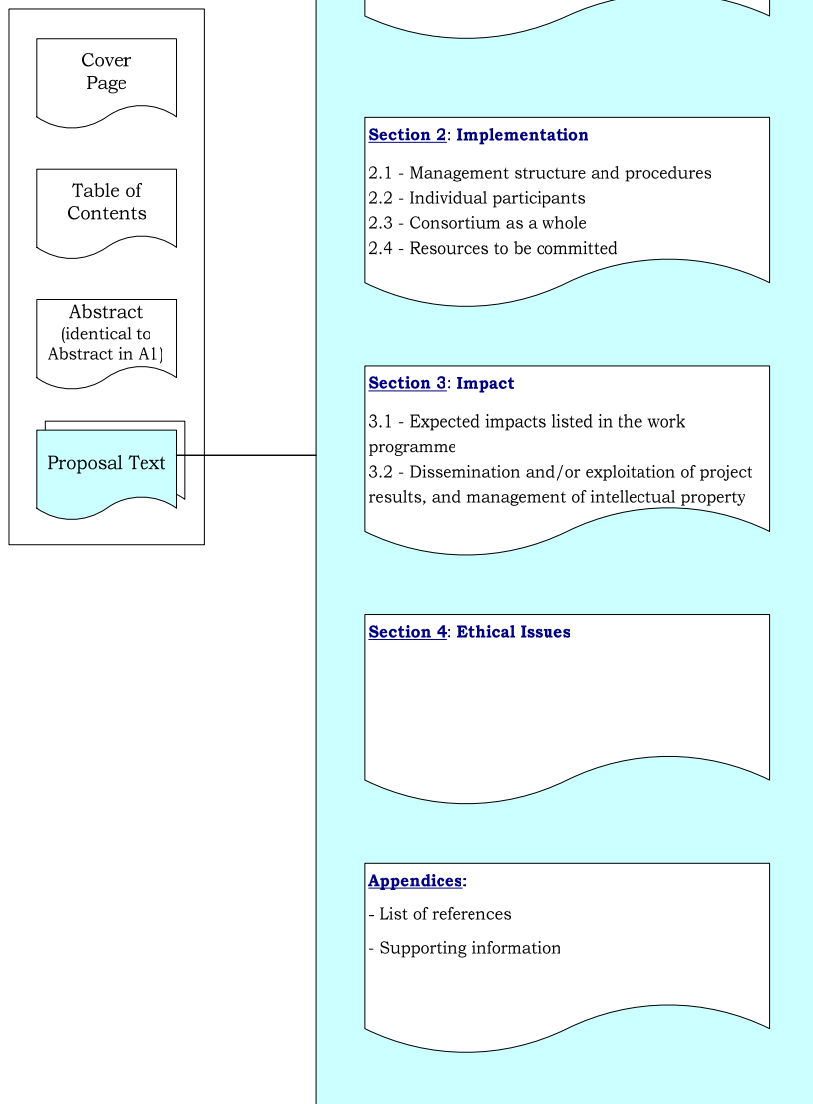 Cover
Page
Table of
Contents
Abstract
(identical to
Abstract in A1)
Proposal Text
Section 2: Implementation
2.1 - Management structure and procedures
2.2 - Individual participants
2.3 - Consortium as a whole
2.4 - Resources to be committed
Section 3: Impact
3.1 - Expected impacts listed in the work
programme
3.2 - Dissemination and/or exploitation of project
results, and management of intellectual property
Section 4: Ethical Issues
Appendices:
- List of references
- Supporting information